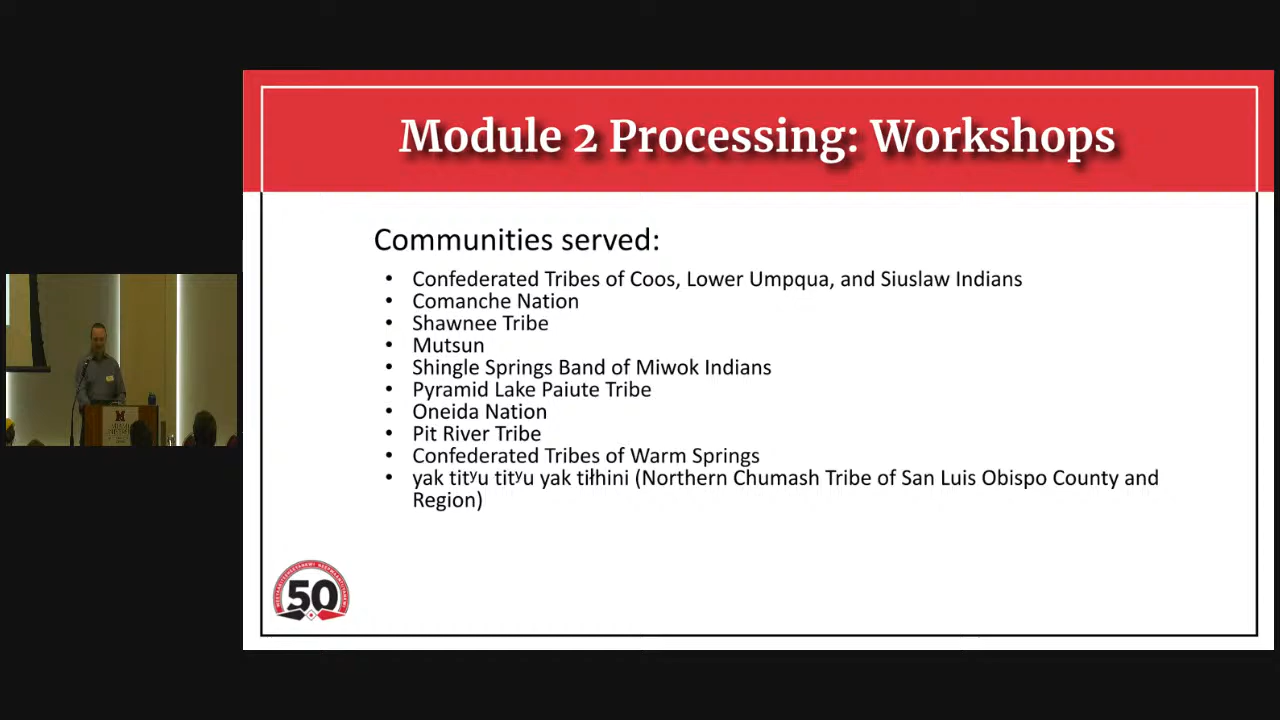 Module 2 Processing: Workshops
Communities served:
• Confederated Tribes of Coos, Lower Umpqua, and Siuslaw Indians
• Comanche Nation
• Shawnee Tribe
• Mutsun
• Shingle Springs Band of Miwok Indians
• Pyramid Lake Paiute Tribe
• Oneida Nation
• Pit River Tribe
• Confederated Tribes of Warm Springs
• yak titʸu titʸu yak tiłhini (Northern Chumash Tribe of San Luis Obispo County and
Region)
50
M